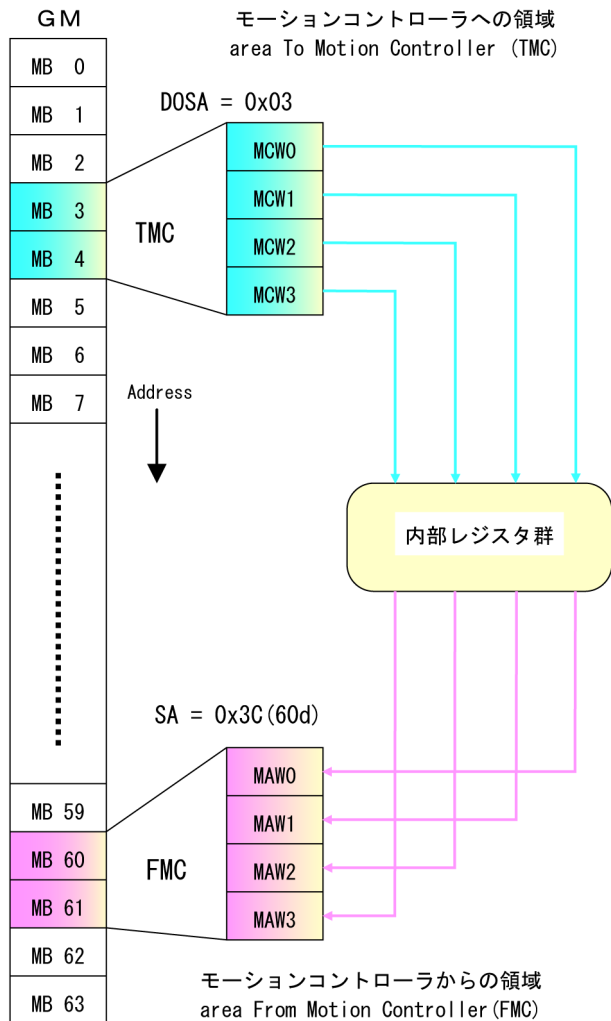 GM
モーションコントローラへの領域
area To Motion Controller (TMC)
MB 0
MB 1
MB 2
MB 3
MB 4
MB 5
MB 6
MB 7
DOSA = 0x03
TMC
MCW0
MCW1
MCW2
MCW3
Address
内部レジスタ群
SA = 0x3C(60d)
MB 59
MB 60
MB 61
MB 62
MB 63
FMC
MAW0
MAW1
MAW2
MAW3
モーションコントローラからの領域
area From Motion Controller(FMC)